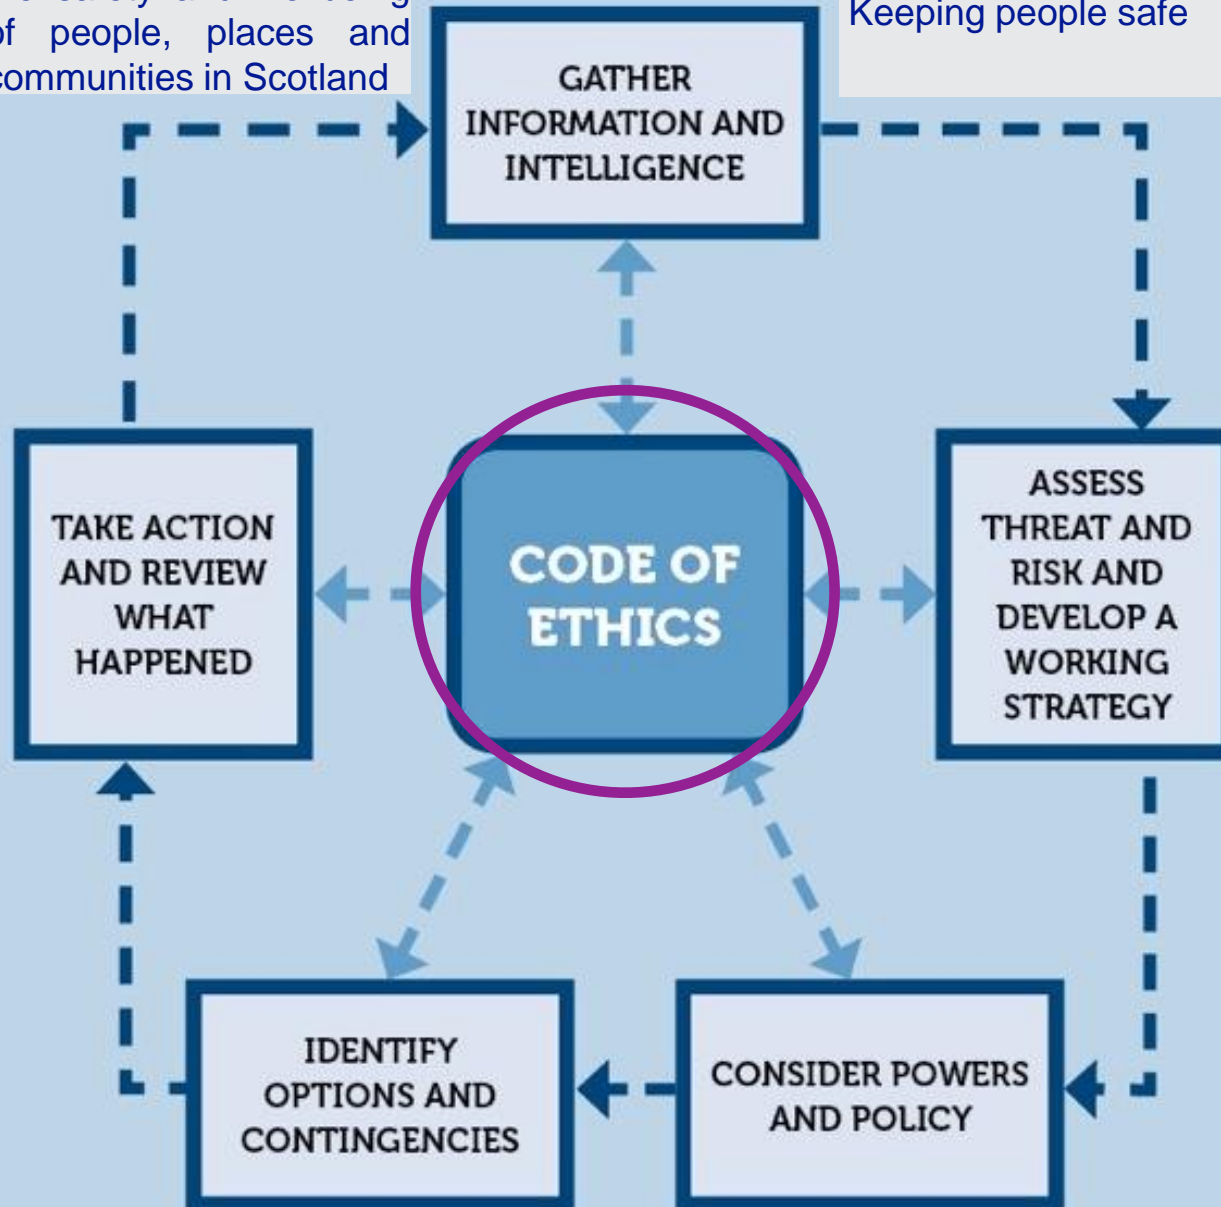 of people, places and
communities in Scotland
Keeping people safe
GATHER
INFORMATION AND
INTELLIGENCE
TAKE ACTION
AND REVIEW
WHAT
HAPPENED
CODE OF
ETHICS
ASSESS
THREAT AND
RISK AND
DEVELOP A
WORKING
STRATEGY
IDENTIFY
OPTIONS AND
CONTINGENCIES
CONSIDER POWERS
AND POLICY